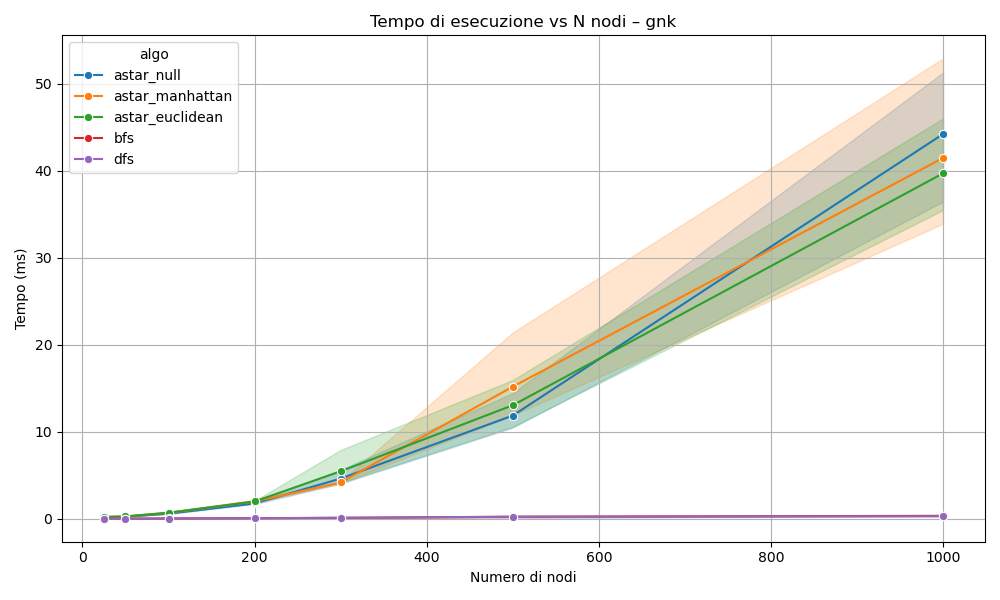 Tempo di esecuzione vs N nodi – gnk
algo
astar_null
astar_manhattan
astar_euclidean
bfs
dfs
Tempo (ms)
50
40
30
20
10
0
0 200 400 600 800 1000
Numero di nodi